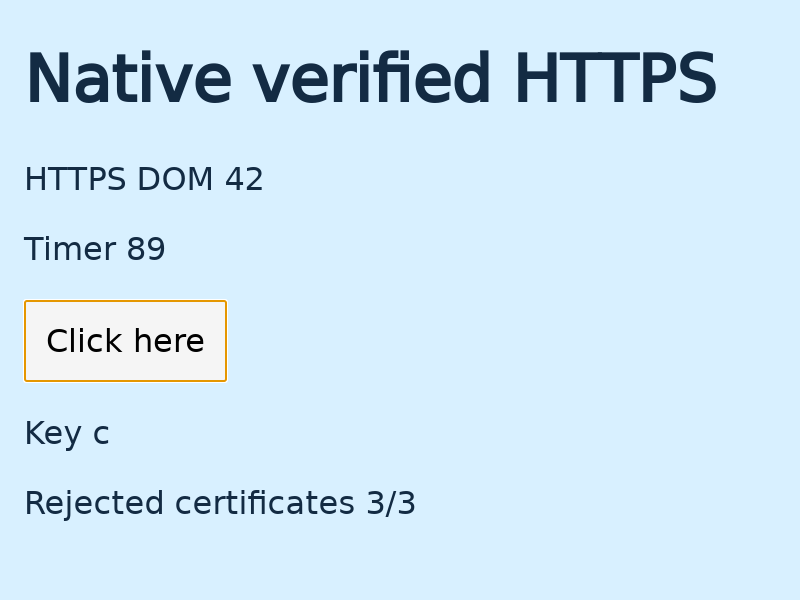 Native verified HTTPS
HTTPS DOM 42
Timer 89
Click here
Key c
Rejected certificates 3/3